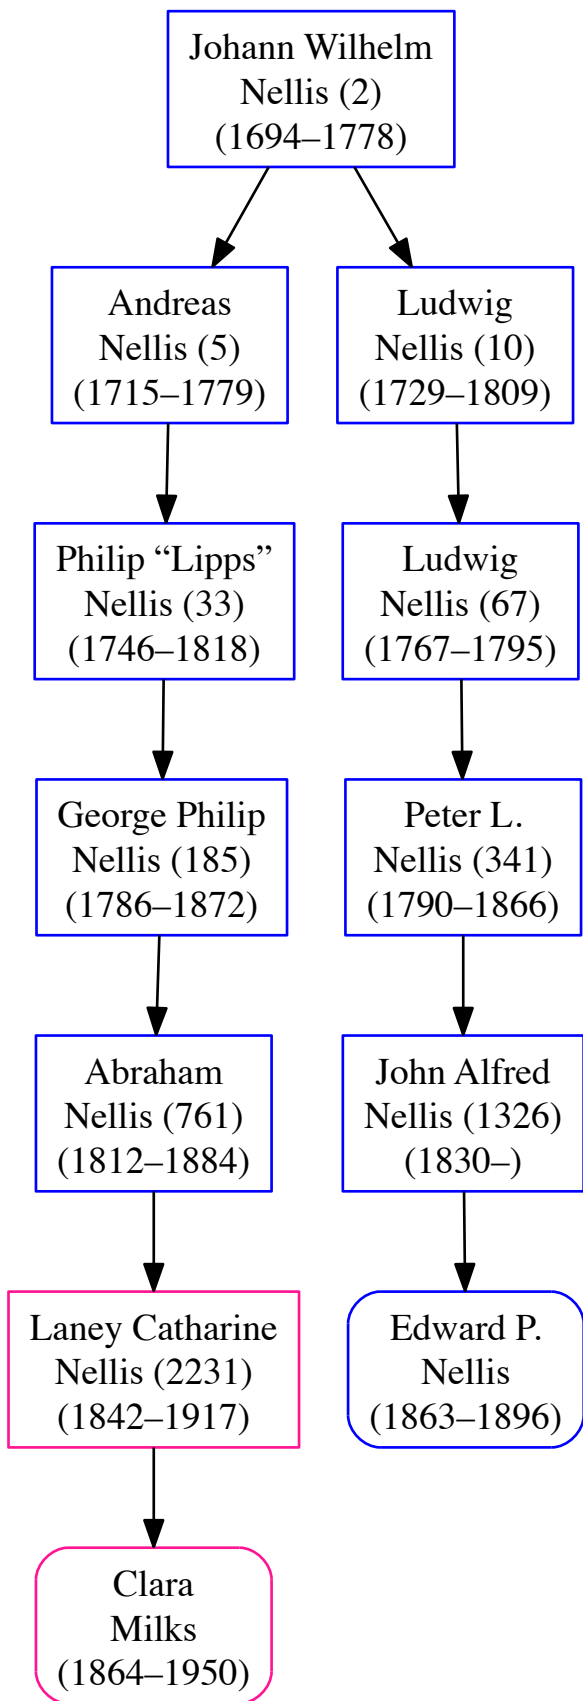 Johann Wilhelm
Nellis (2)
(1694–1778)
Andreas
Nellis (5)
(1715–1779)
Ludwig
Nellis (10)
(1729–1809)
Philip “Lipps”
Nellis (33)
(1746–1818)
Ludwig
Nellis (67)
(1767–1795)
George Philip
Nellis (185)
(1786–1872)
Peter L.
Nellis (341)
(1790–1866)
Abraham
Nellis (761)
(1812–1884)
John Alfred
Nellis (1326)
(1830–)
Laney Catharine
Nellis (2231)
(1842–1917)
Edward P.
Nellis
(1863–1896)
Clara
Milks
(1864–1950)